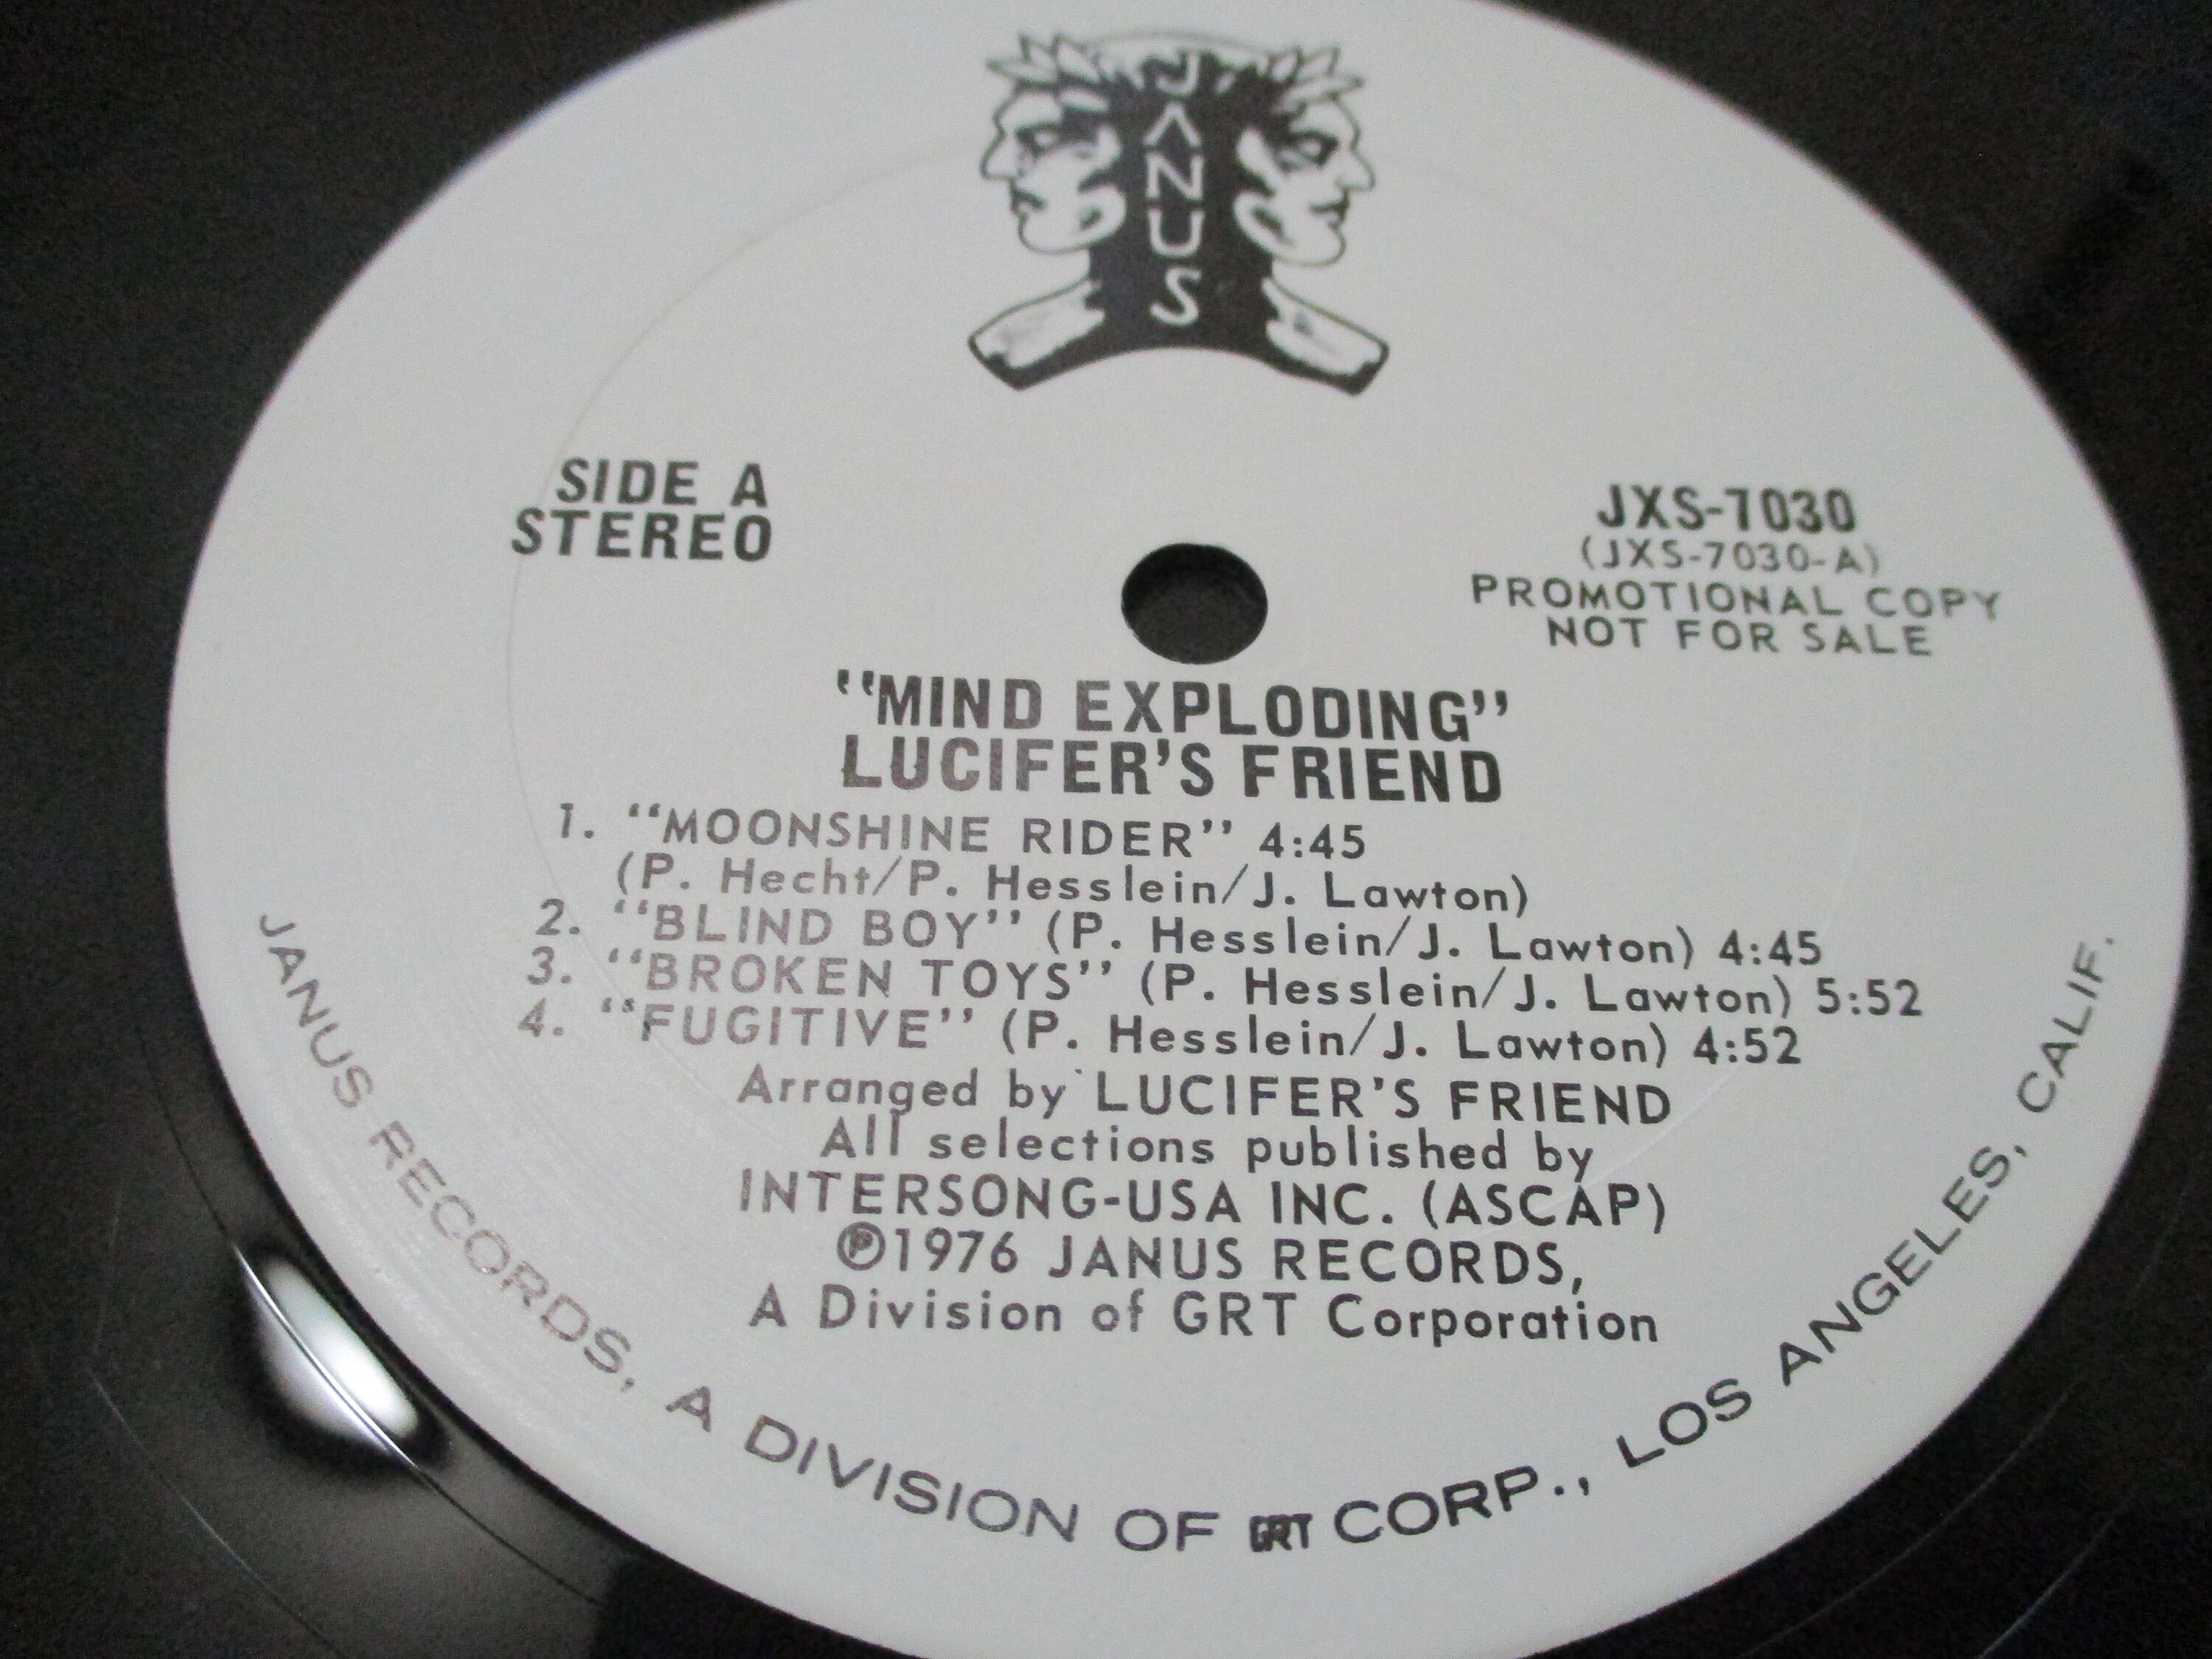 JANUS
SIDE A
STEREO
JXS-7030
(JXS-7030-A)
PROMOTIONAL COPY
NOT FOR SALE
‘‘MIND EXPLODING’’
LUCIFER’S FRIEND
1. ‘‘MOONSHINE RIDER’’ 4:45
(P. Hecht/P. Hesslein/J. Lawton)
2. ‘‘BLIND BOY’’ (P. Hesslein/J. Lawton) 4:45
3. ‘‘BROKEN TOYS’’ (P. Hesslein/J. Lawton) 5:52
4. ‘‘FUGITIVE’’ (P. Hesslein/J. Lawton) 4:52
Arranged by LUCIFER’S FRIEND
All selections published by
INTERSONG-USA INC. (ASCAP)
℗1976 JANUS RECORDS,
A Division of GRT Corporation
JANUS RECORDS, A DIVISION OF GRT CORP., LOS ANGELES, CALIF.